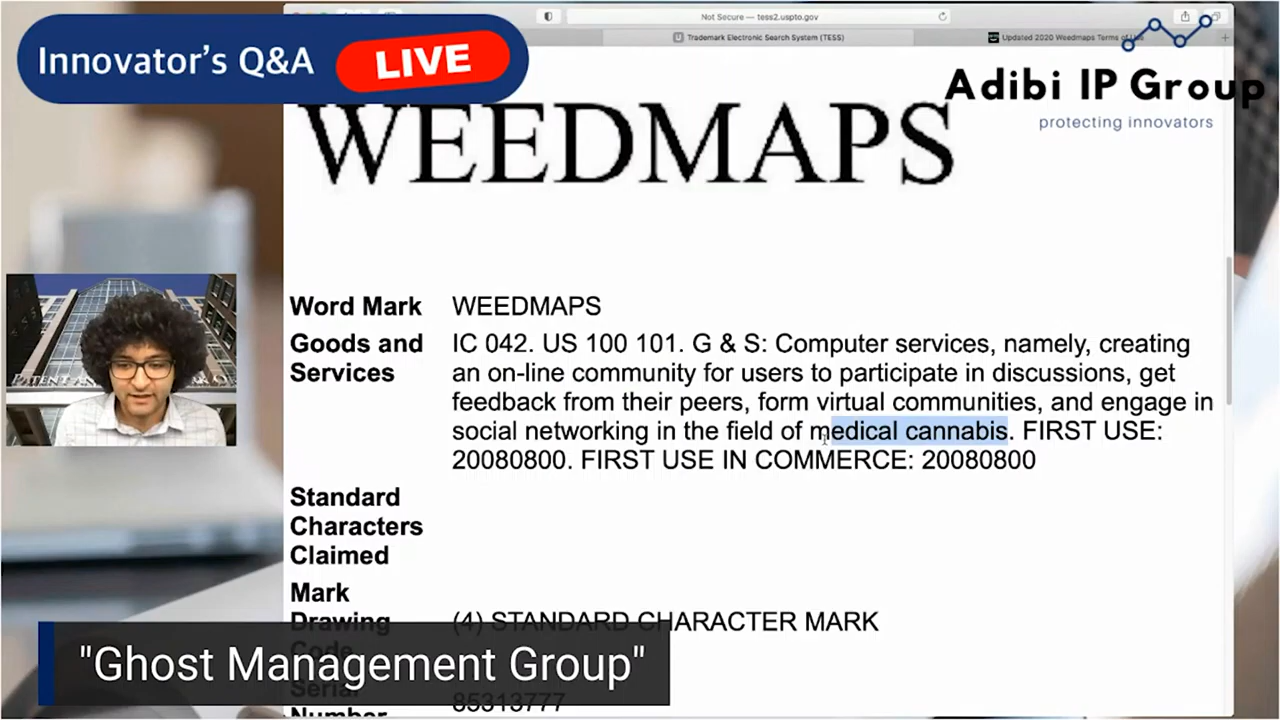 Innovator's Q&A LIVE
Not Secure — tess2.uspto.gov
Trademark Electronic Search System (TESS)
Updated 2020 Weedmaps Terms of Use
Adibi IP Group
protecting innovators
WEEDMAPS
Word Mark WEEDMAPS
Goods and Services IC 042. US 100 101. G & S: Computer services, namely, creating
an on-line community for users to participate in discussions, get
feedback from their peers, form virtual communities, and engage in
social networking in the field of medical cannabis. FIRST USE:
20080800. FIRST USE IN COMMERCE: 20080800
Standard
Characters
Claimed
Mark
Drawing (4) STANDARD CHARACTER MARK
Code
Serial 85313777
Number
"Ghost Management Group"